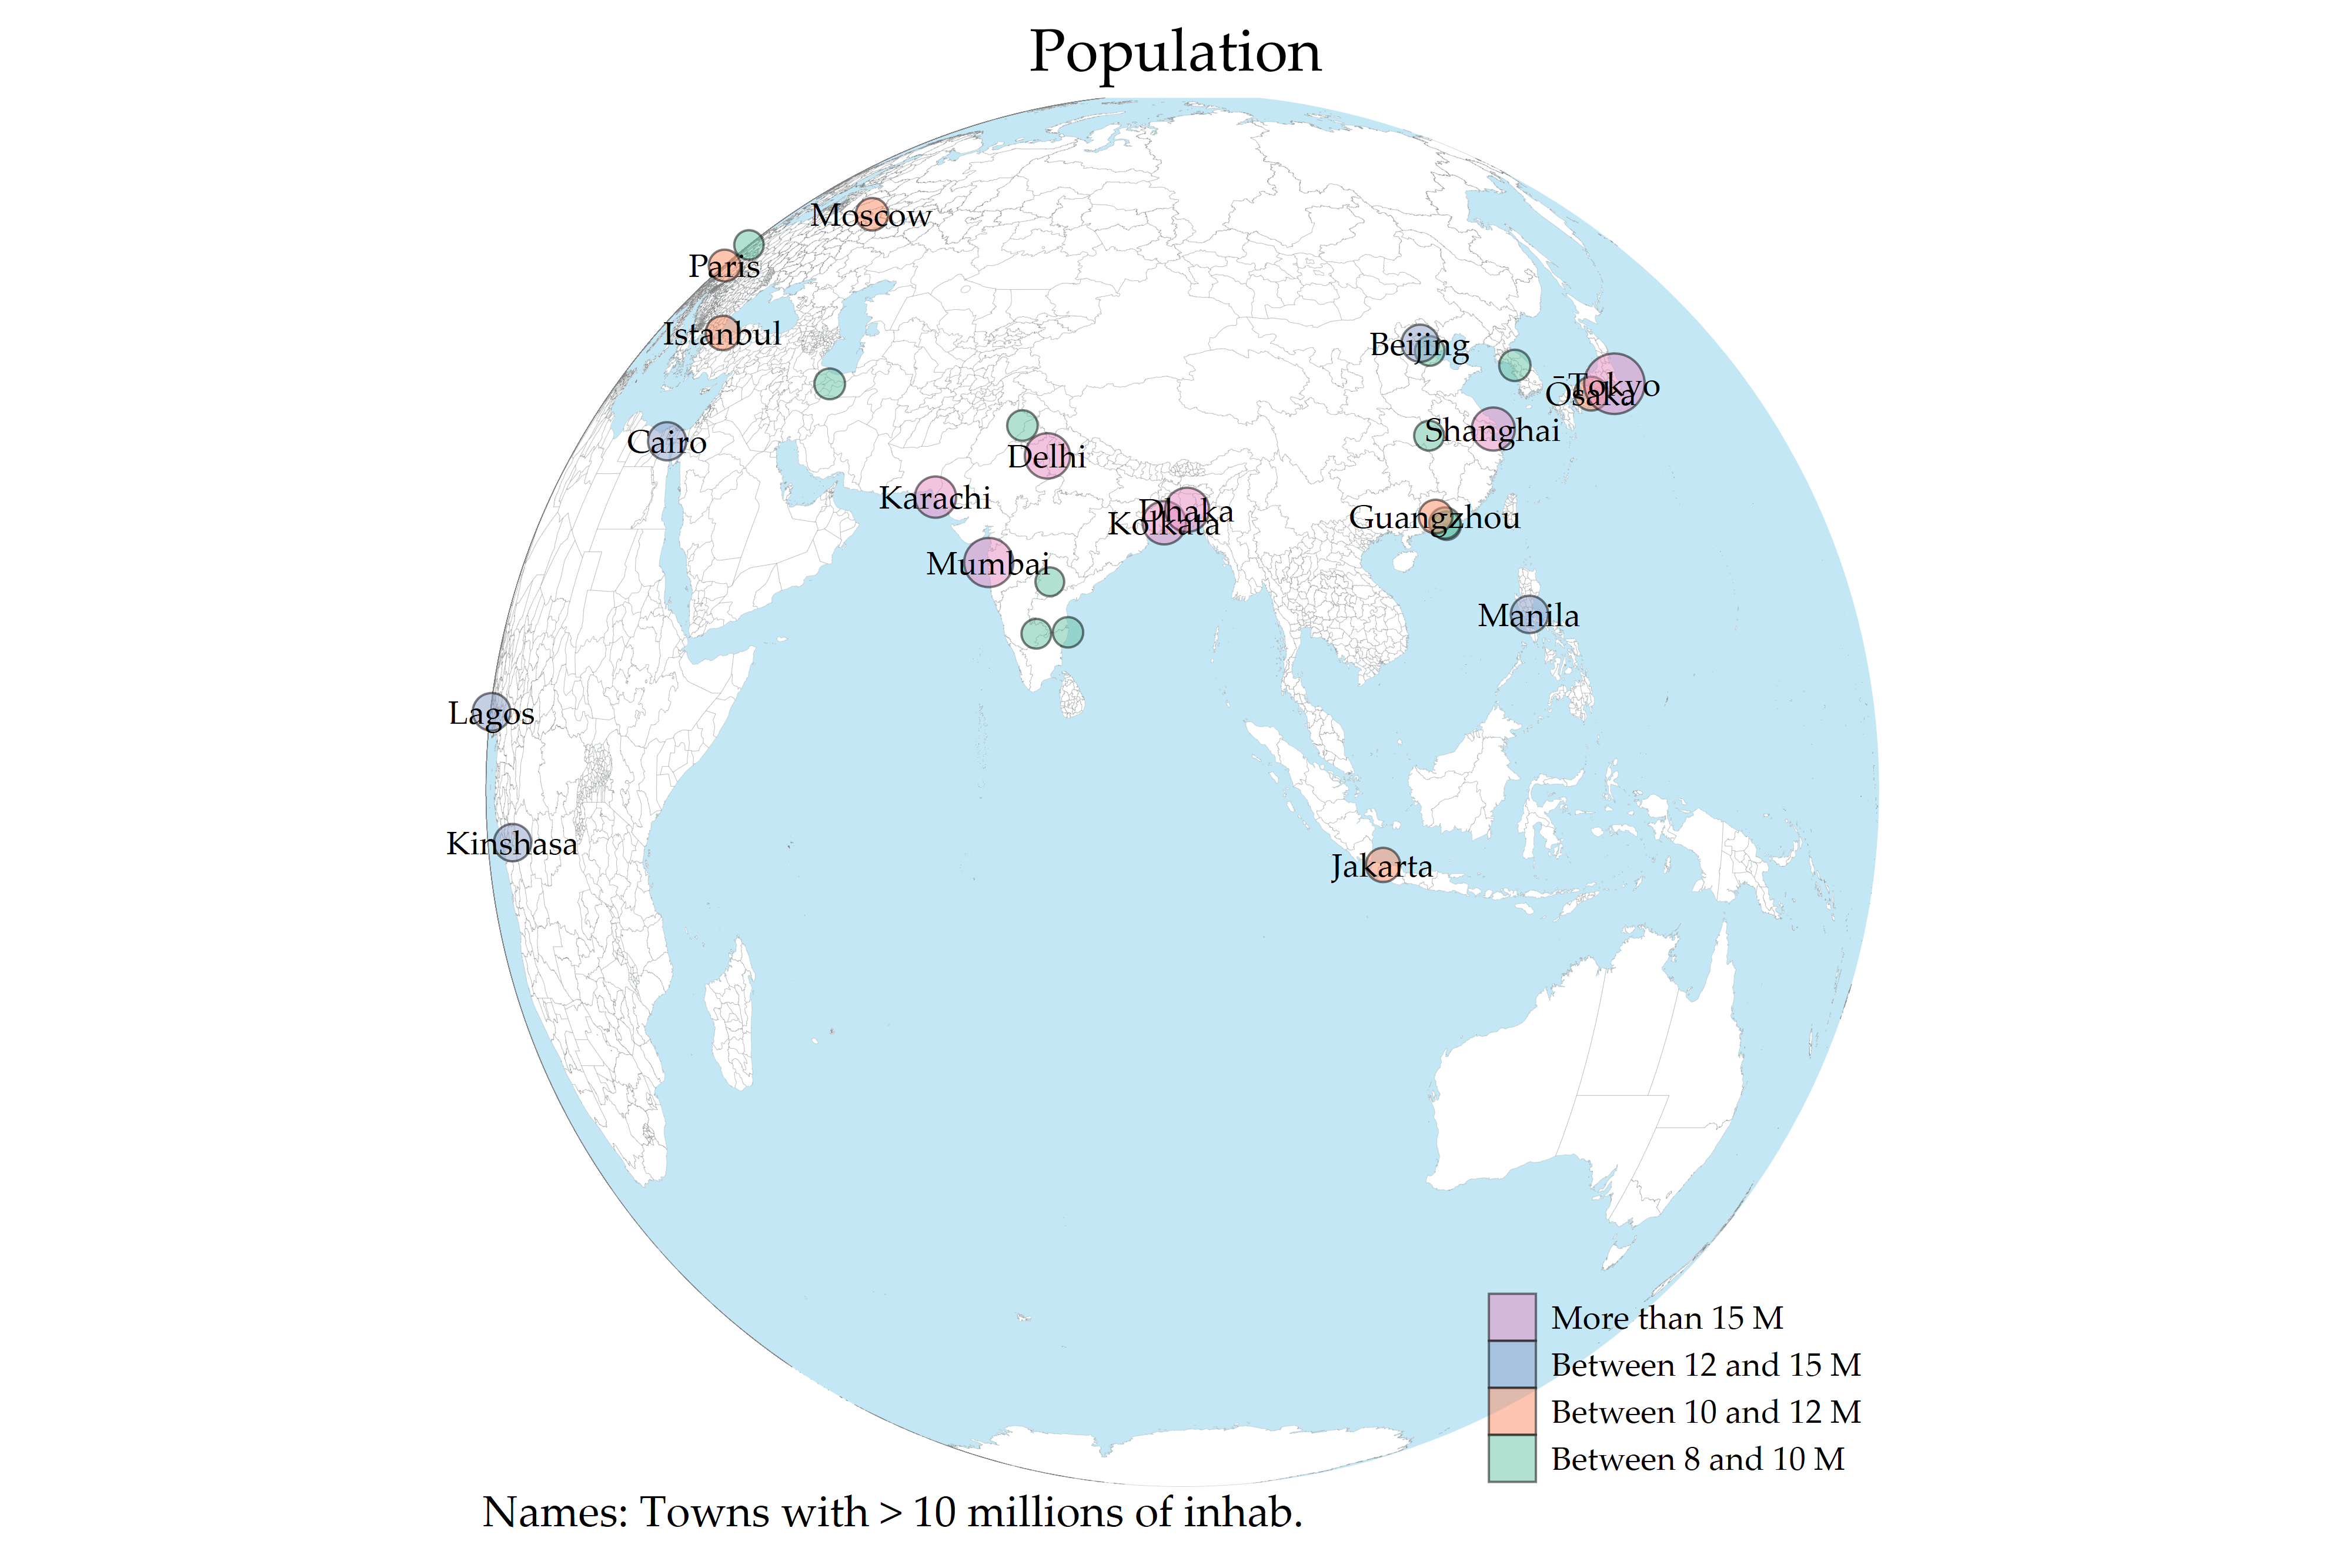 Population
Moscow
Paris
Istanbul
Beijing
Tokyo
Ōsaka
Cairo
Shanghai
Delhi
Karachi
Dhaka
Kolkata
Guangzhou
Mumbai
Manila
Lagos
Kinshasa
Jakarta
More than 15 M
Between 12 and 15 M
Between 10 and 12 M
Between 8 and 10 M
Names: Towns with > 10 millions of inhab.